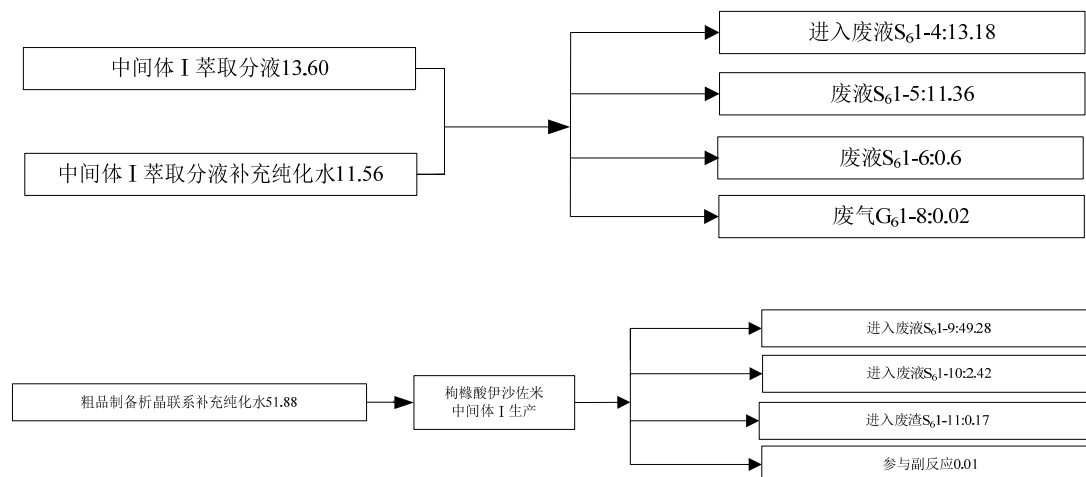 中间体Ⅰ萃取分液13.60
中间体Ⅰ萃取分液补充纯化水11.56
进入废液S₆1-4:13.18
废液S₆1-5:11.36
废液S₆1-6:0.6
废气G₆1-8:0.02
粗品制备析晶联系补充纯化水51.88
枸橼酸伊沙佐米
中间体Ⅰ生产
进入废液S₆1-9:49.28
进入废液S₆1-10:2.42
进入废渣S₆1-11:0.17
参与副反应0.01